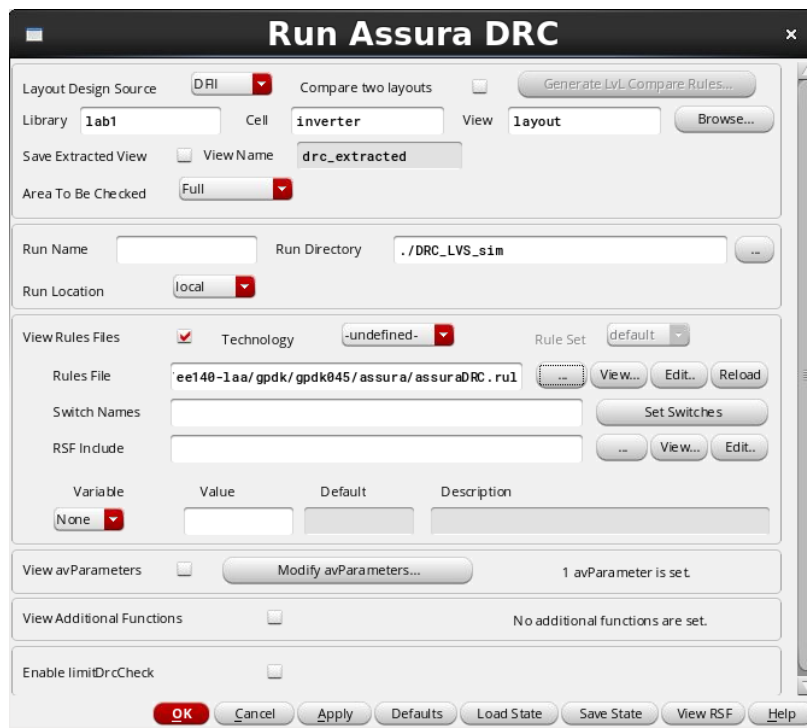 Run Assura DRC
Layout Design Source DFII Compare two layouts Generate LvL Compare Rules...
Library lab1 Cell inverter View layout Browse...
Save Extracted View View Name drc_extracted
Area To Be Checked Full
Run Name Run Directory ./DRC_LVS_sim ...
Run Location local
View Rules Files Technology -undefined- Rule Set default
Rules File ee140-laa/gpdk/gpdk045/assura/assuraDRC.rul ... View... Edit.. Reload
Switch Names Set Switches
RSF Include ... View... Edit..
Variable Value Default Description
None
View avParameters Modify avParameters... 1 avParameter is set.
View Additional Functions No additional functions are set.
Enable limitDrcCheck
OK Cancel Apply Defaults Load State Save State View RSF Help